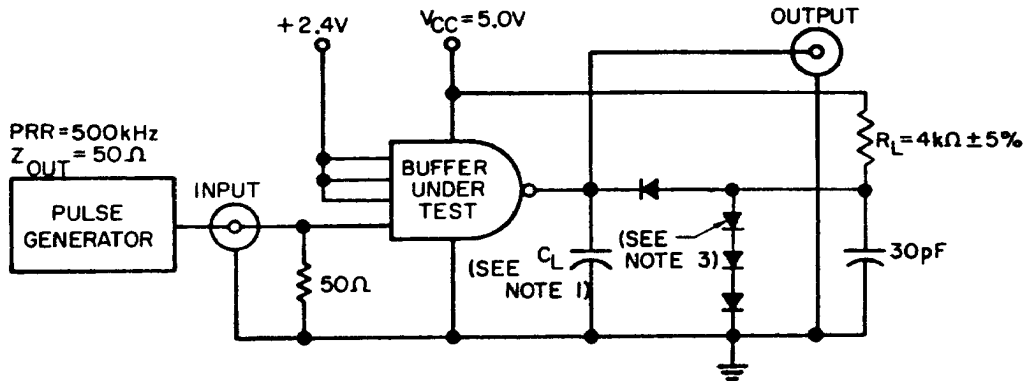 +2.4V
VCC=5.0V
OUTPUT
PRR=500kHz
ZOUT=50Ω
PULSE
GENERATOR
INPUT
50Ω
BUFFER
UNDER
TEST
CL
(SEE
NOTE 1)
(SEE
NOTE 3)
RL=4kΩ±5%
30pF